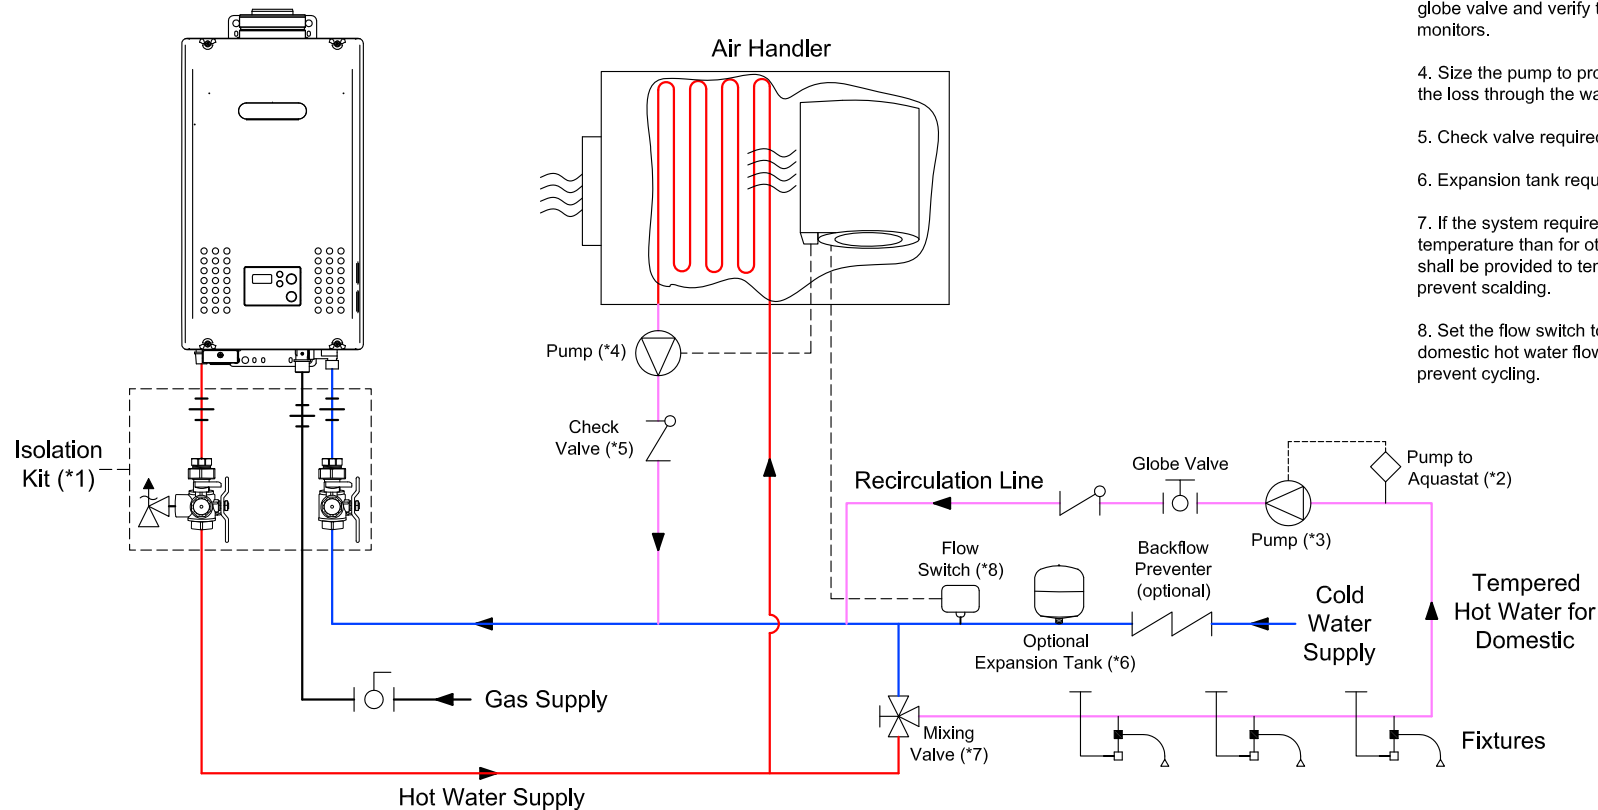 globe valve and verify
monitors.
4. Size the pump to
the loss through the
5. Check valve
6. Expansion tank
7. If the system
temperature than for
shall be provided to
prevent scalding.
8. Set the flow switch
domestic hot water
prevent cycling.
Air Handler
Pump (*4)
Check
Valve (*5)
Isolation
Kit (*1)
Recirculation Line
Globe Valve
Pump to
Aquastat (*2)
Pump (*3)
Flow
Switch (*8)
Backflow
Preventer
(optional)
Cold
Water
Supply
Tempered
Hot Water for
Domestic
Optional
Expansion Tank (*6)
Gas Supply
Mixing
Valve (*7)
Fixtures
Hot Water Supply